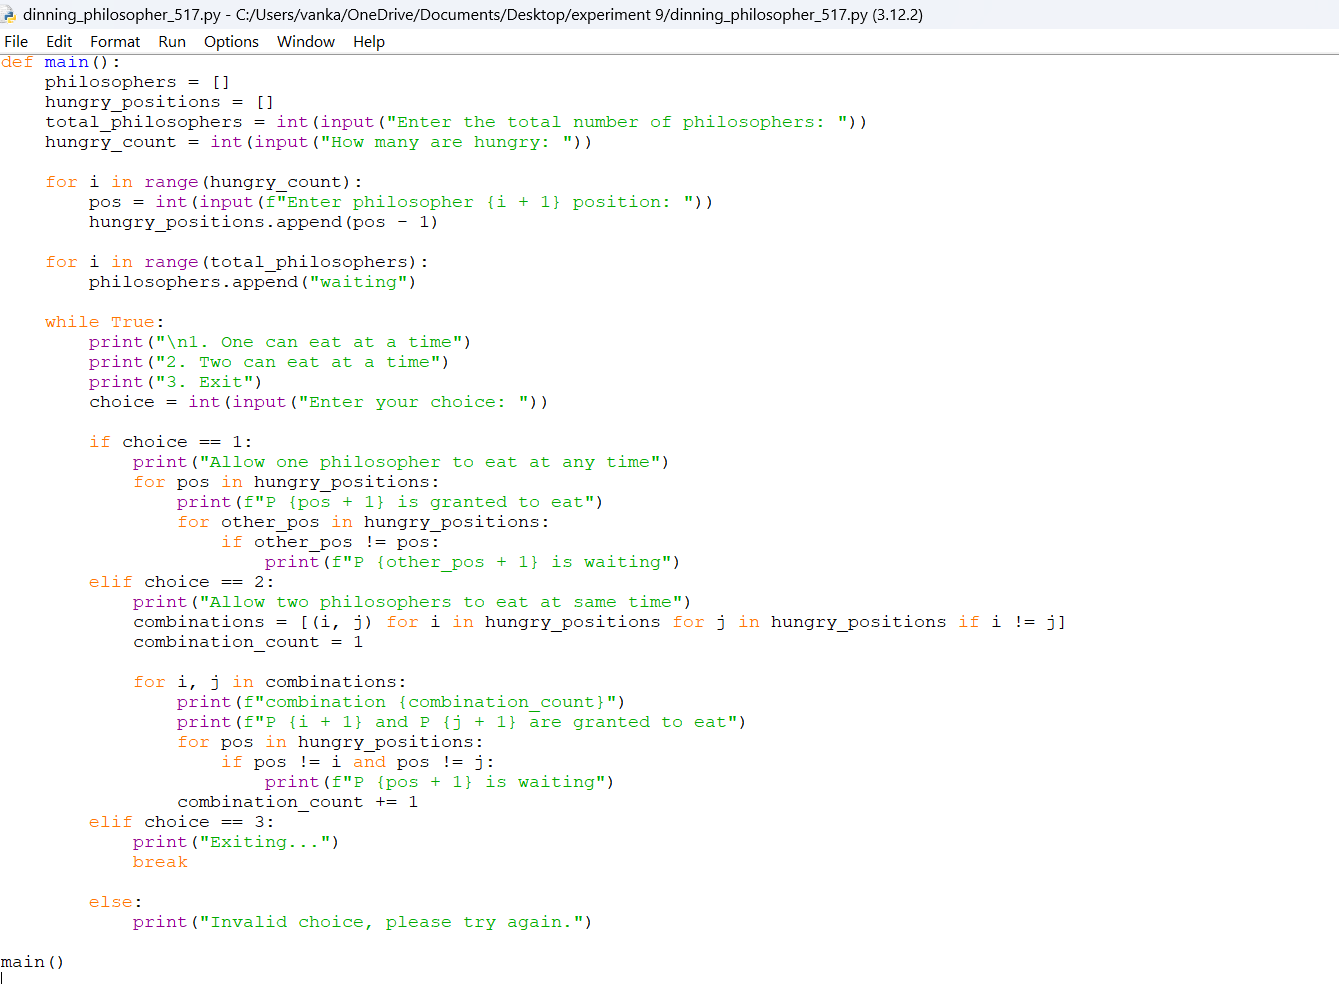 dinning_philosopher_517.py - C:/Users/vanka/OneDrive/Documents/Desktop/experiment 9/dinning_philosopher_517.py (3.12.2)
File Edit Format Run Options Window Help
def main():
    philosophers = []
    hungry_positions = []
    total_philosophers = int(input("Enter the total number of philosophers: "))
    hungry_count = int(input("How many are hungry: "))

    for i in range(hungry_count):
        pos = int(input(f"Enter philosopher {i + 1} position: "))
        hungry_positions.append(pos - 1)

    for i in range(total_philosophers):
        philosophers.append("waiting")

    while True:
        print("\n1. One can eat at a time")
        print("2. Two can eat at a time")
        print("3. Exit")
        choice = int(input("Enter your choice: "))

        if choice == 1:
            print("Allow one philosopher to eat at any time")
            for pos in hungry_positions:
                print(f"P {pos + 1} is granted to eat")
                for other_pos in hungry_positions:
                    if other_pos != pos:
                        print(f"P {other_pos + 1} is waiting")
        elif choice == 2:
            print("Allow two philosophers to eat at same time")
            combinations = [(i, j) for i in hungry_positions for j in hungry_positions if i != j]
            combination_count = 1

            for i, j in combinations:
                print(f"combination {combination_count}")
                print(f"P {i + 1} and P {j + 1} are granted to eat")
                for pos in hungry_positions:
                    if pos != i and pos != j:
                        print(f"P {pos + 1} is waiting")
                combination_count += 1
        elif choice == 3:
            print("Exiting...")
            break

        else:
            print("Invalid choice, please try again.")

main()